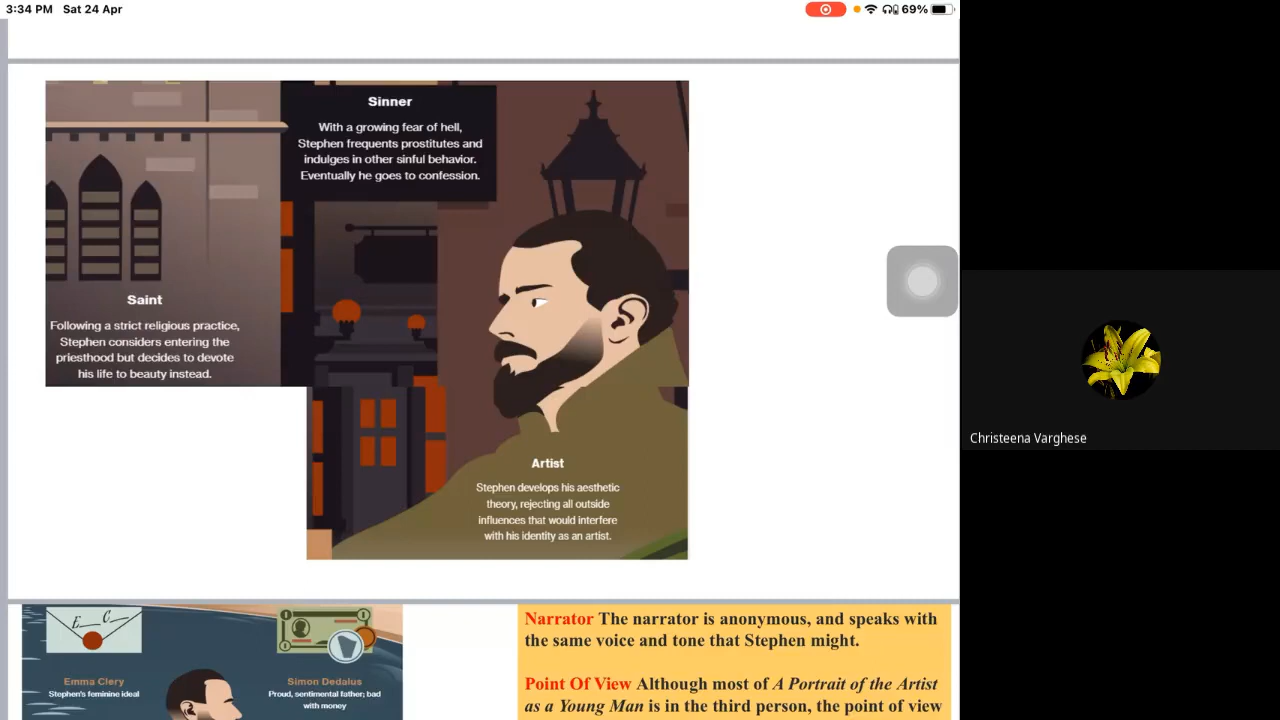 3:34 PM Sat 24 Apr
69%
Sinner
With a growing fear of hell,
Stephen frequents prostitutes and
indulges in other sinful behavior.
Eventually he goes to confession.
Saint
Following a strict religious practice,
Stephen considers entering the
priesthood but decides to devote
his life to beauty instead.
Artist
Stephen develops his aesthetic
theory, rejecting all outside
influences that would interfere
with his identity as an artist.
Christeena Varghese
E__C__
Emma Clery
Stephen's feminine ideal
Simon Dedalus
Proud, sentimental father; bad
with money
Narrator The narrator is anonymous, and speaks with
the same voice and tone that Stephen might.
Point Of View Although most of A Portrait of the Artist
as a Young Man is in the third person, the point of view